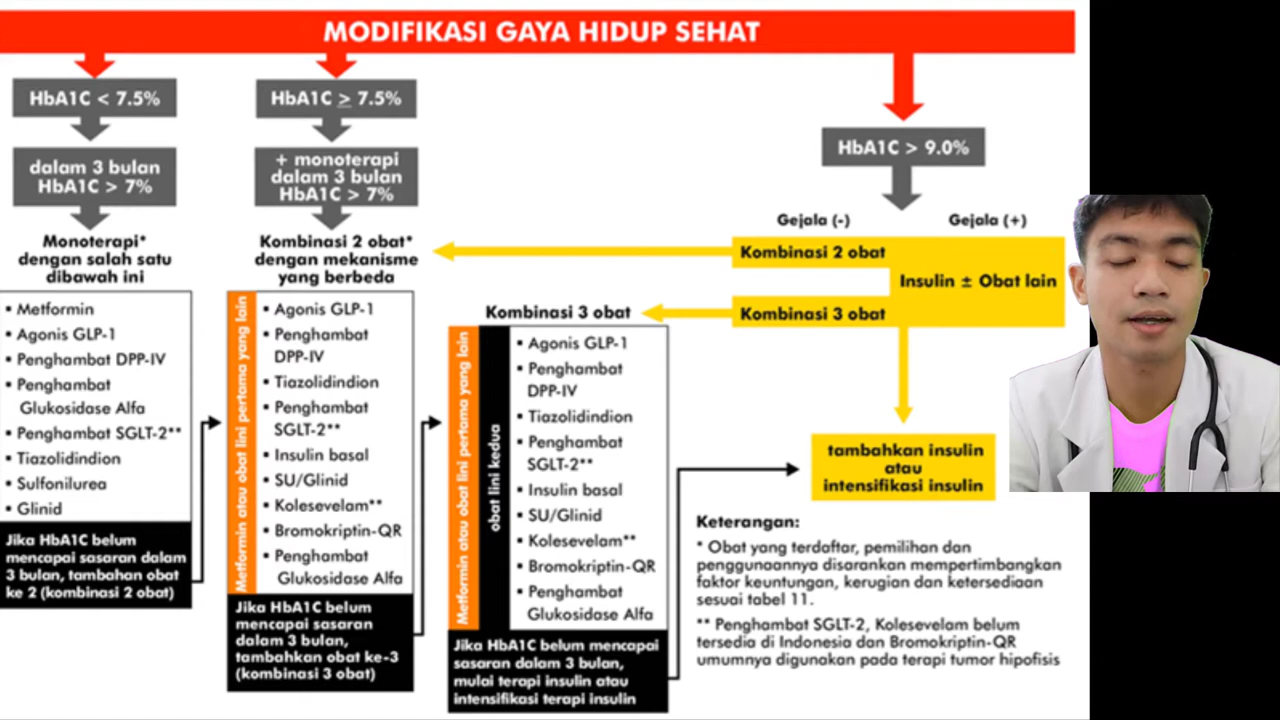 MODIFIKASI GAYA HIDUP SEHAT
HbA1C < 7.5%
dalam 3 bulan
HbA1C > 7%
Monoterapi*
dengan salah satu
dibawah ini
▪ Metformin
▪ Agonis GLP-1
▪ Penghambat DPP-IV
▪ Penghambat
Glukosidase Alfa
▪ Penghambat SGLT-2**
▪ Tiazolidindion
▪ Sulfonilurea
▪ Glinid
Jika HbA1C belum
mencapai sasaran dalam
3 bulan, tambahan obat
ke 2 (kombinasi 2 obat)
HbA1C ≥ 7.5%
+ monoterapi
dalam 3 bulan
HbA1C > 7%
Kombinasi 2 obat*
dengan mekanisme
yang berbeda
Metformin atau obat lini pertama yang lain
▪ Agonis GLP-1
▪ Penghambat
DPP-IV
▪ Tiazolidindion
▪ Penghambat
SGLT-2**
▪ Insulin basal
▪ SU/Glinid
▪ Kolesevelam**
▪ Bromokriptin-QR
▪ Penghambat
Glukosidase Alfa
Jika HbA1C belum
mencapai sasaran
dalam 3 bulan,
tambahkan obat ke-3
(kombinasi 3 obat)
Kombinasi 3 obat
Metformin atau obat lini pertama yang lain
obat lini kedua
▪ Agonis GLP-1
▪ Penghambat
DPP-IV
▪ Tiazolidindion
▪ Penghambat
SGLT-2**
▪ Insulin basal
▪ SU/Glinid
▪ Kolesevelam**
▪ Bromokriptin-QR
▪ Penghambat
Glukosidase Alfa
Jika HbA1C belum mencapai
sasaran dalam 3 bulan,
mulai terapi insulin atau
intensifikasi terapi insulin
HbA1C > 9.0%
Gejala (-)
Gejala (+)
Kombinasi 2 obat
Insulin ± Obat lain
Kombinasi 3 obat
tambahkan insulin
atau
intensifikasi insulin
Keterangan:
* Obat yang terdaftar, pemilihan dan
penggunaannya disarankan mempertimbangkan
faktor keuntungan, kerugian dan ketersediaan
sesuai tabel 11.
** Penghambat SGLT-2, Kolesevelam belum
tersedia di Indonesia dan Bromokriptin-QR
umumnya digunakan pada terapi tumor hipofisis